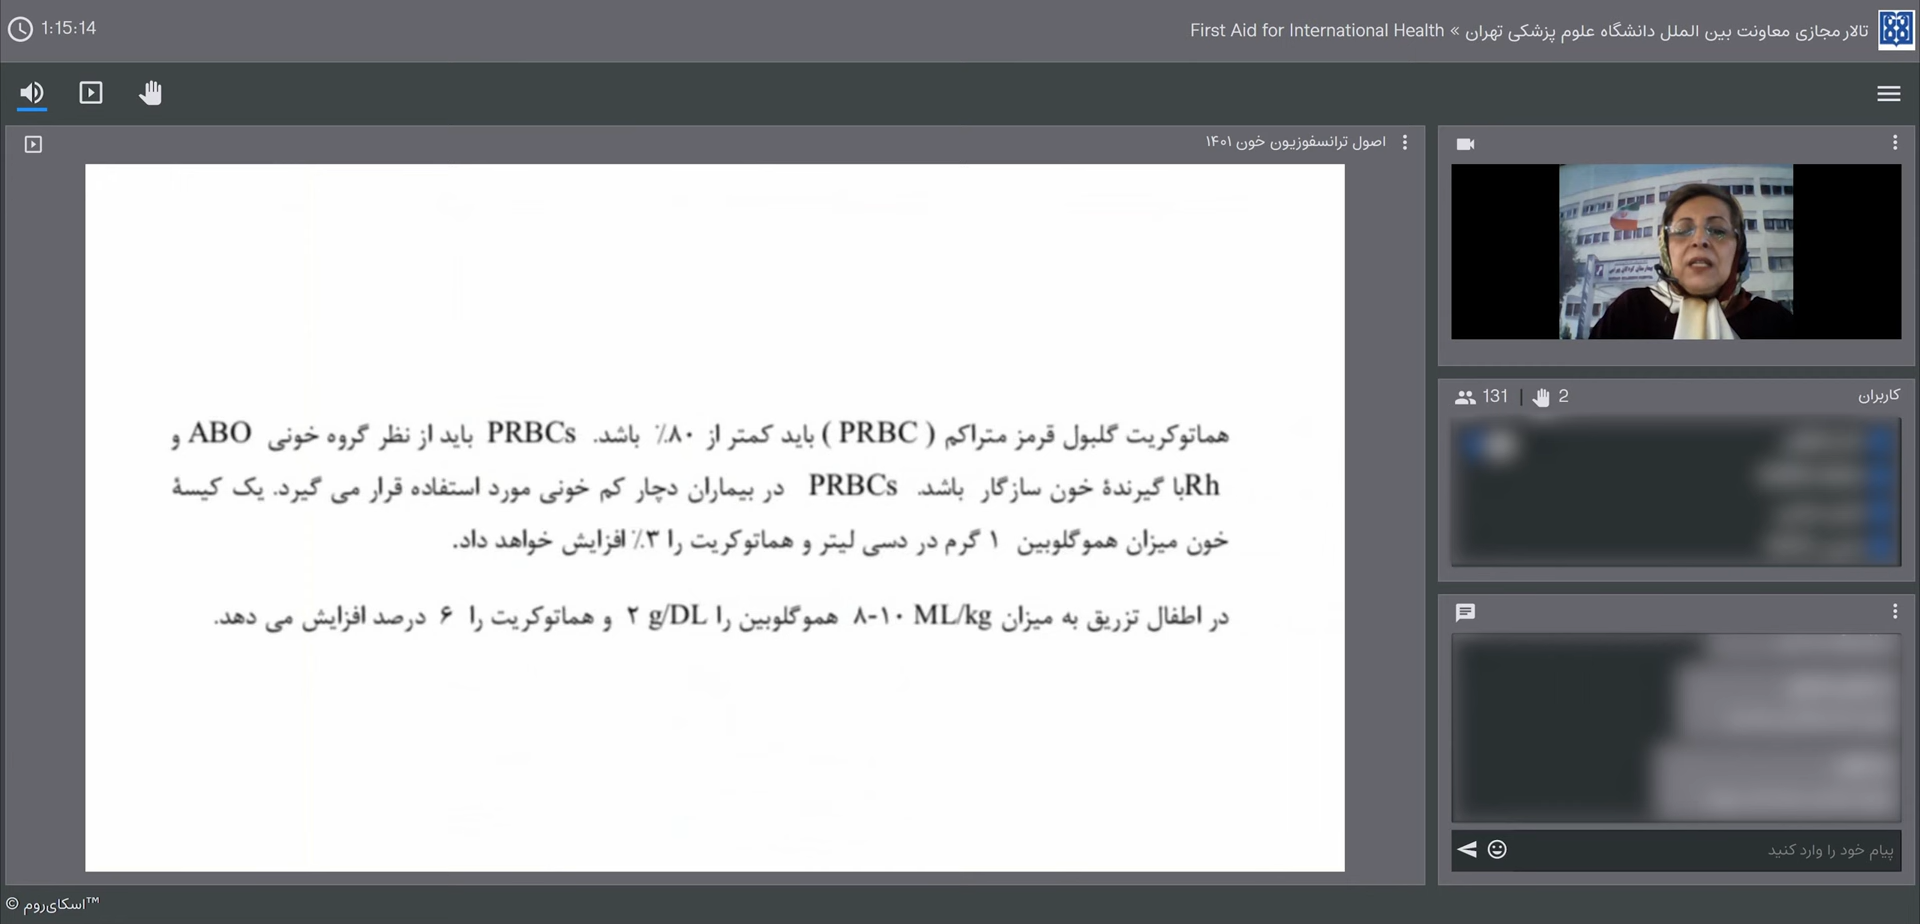 1:15:14
تالار مجازی معاونت بین الملل دانشگاه علوم پزشکی تهران » First Aid for International Health
اصول ترانسفوزیون خون ۱۴۰۱
هماتوکریت گلبول قرمز متراکم ( PRBC ) باید کمتر از ۸۰٪ باشد. PRBCs باید از نظر گروه خونی ABO و
Rhبا گیرندهٔ خون سازگار باشد. PRBCs در بیماران دچار کم خونی مورد استفاده قرار می گیرد. یک کیسهٔ
خون میزان هموگلوبین ۱ گرم در دسی لیتر و هماتوکریت را ۳٪ افزایش خواهد داد.
در اطفال تزریق به میزان ۸-۱۰ ML/kg هموگلوبین را ۲ g/DL و هماتوکریت را ۶ درصد افزایش می دهد.
کاربران
131 | 2
پیام خود را وارد کنید
اسکای‌روم™ ©